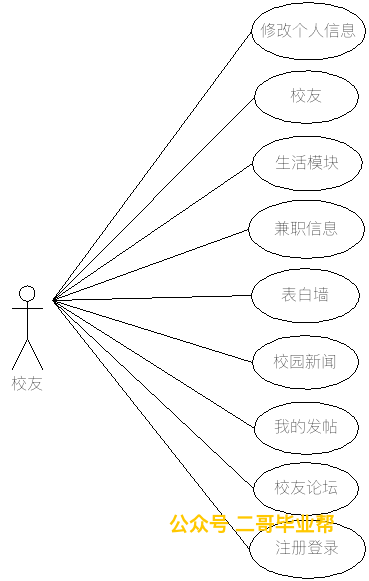 修改个人信息
校友
生活模块
兼职信息
表白墙
校园新闻
我的发帖
校友论坛
注册登录
校友
公众号 二哥毕业帮